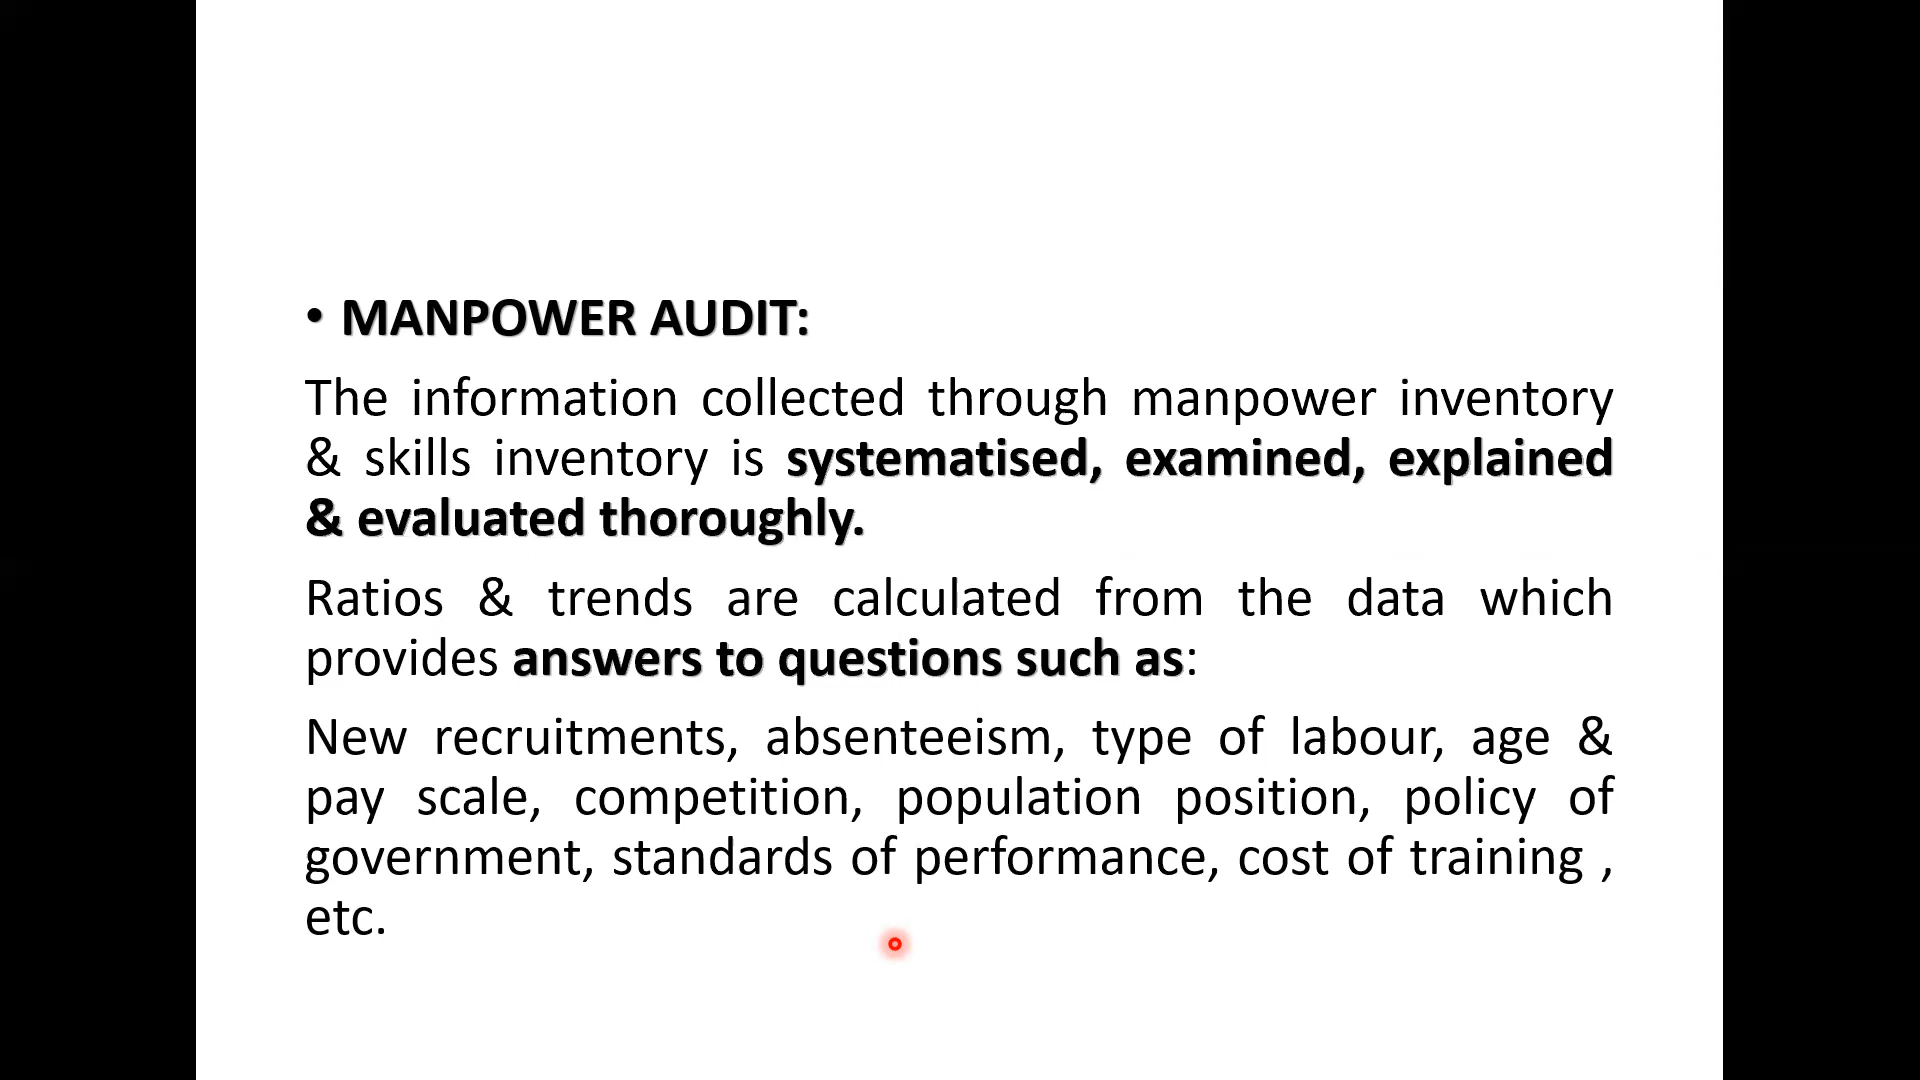 • MANPOWER AUDIT:
The information collected through manpower inventory
& skills inventory is systematised, examined, explained
& evaluated thoroughly.
Ratios & trends are calculated from the data which
provides answers to questions such as:
New recruitments, absenteeism, type of labour, age &
pay scale, competition, population position, policy of
government, standards of performance, cost of training ,
etc.